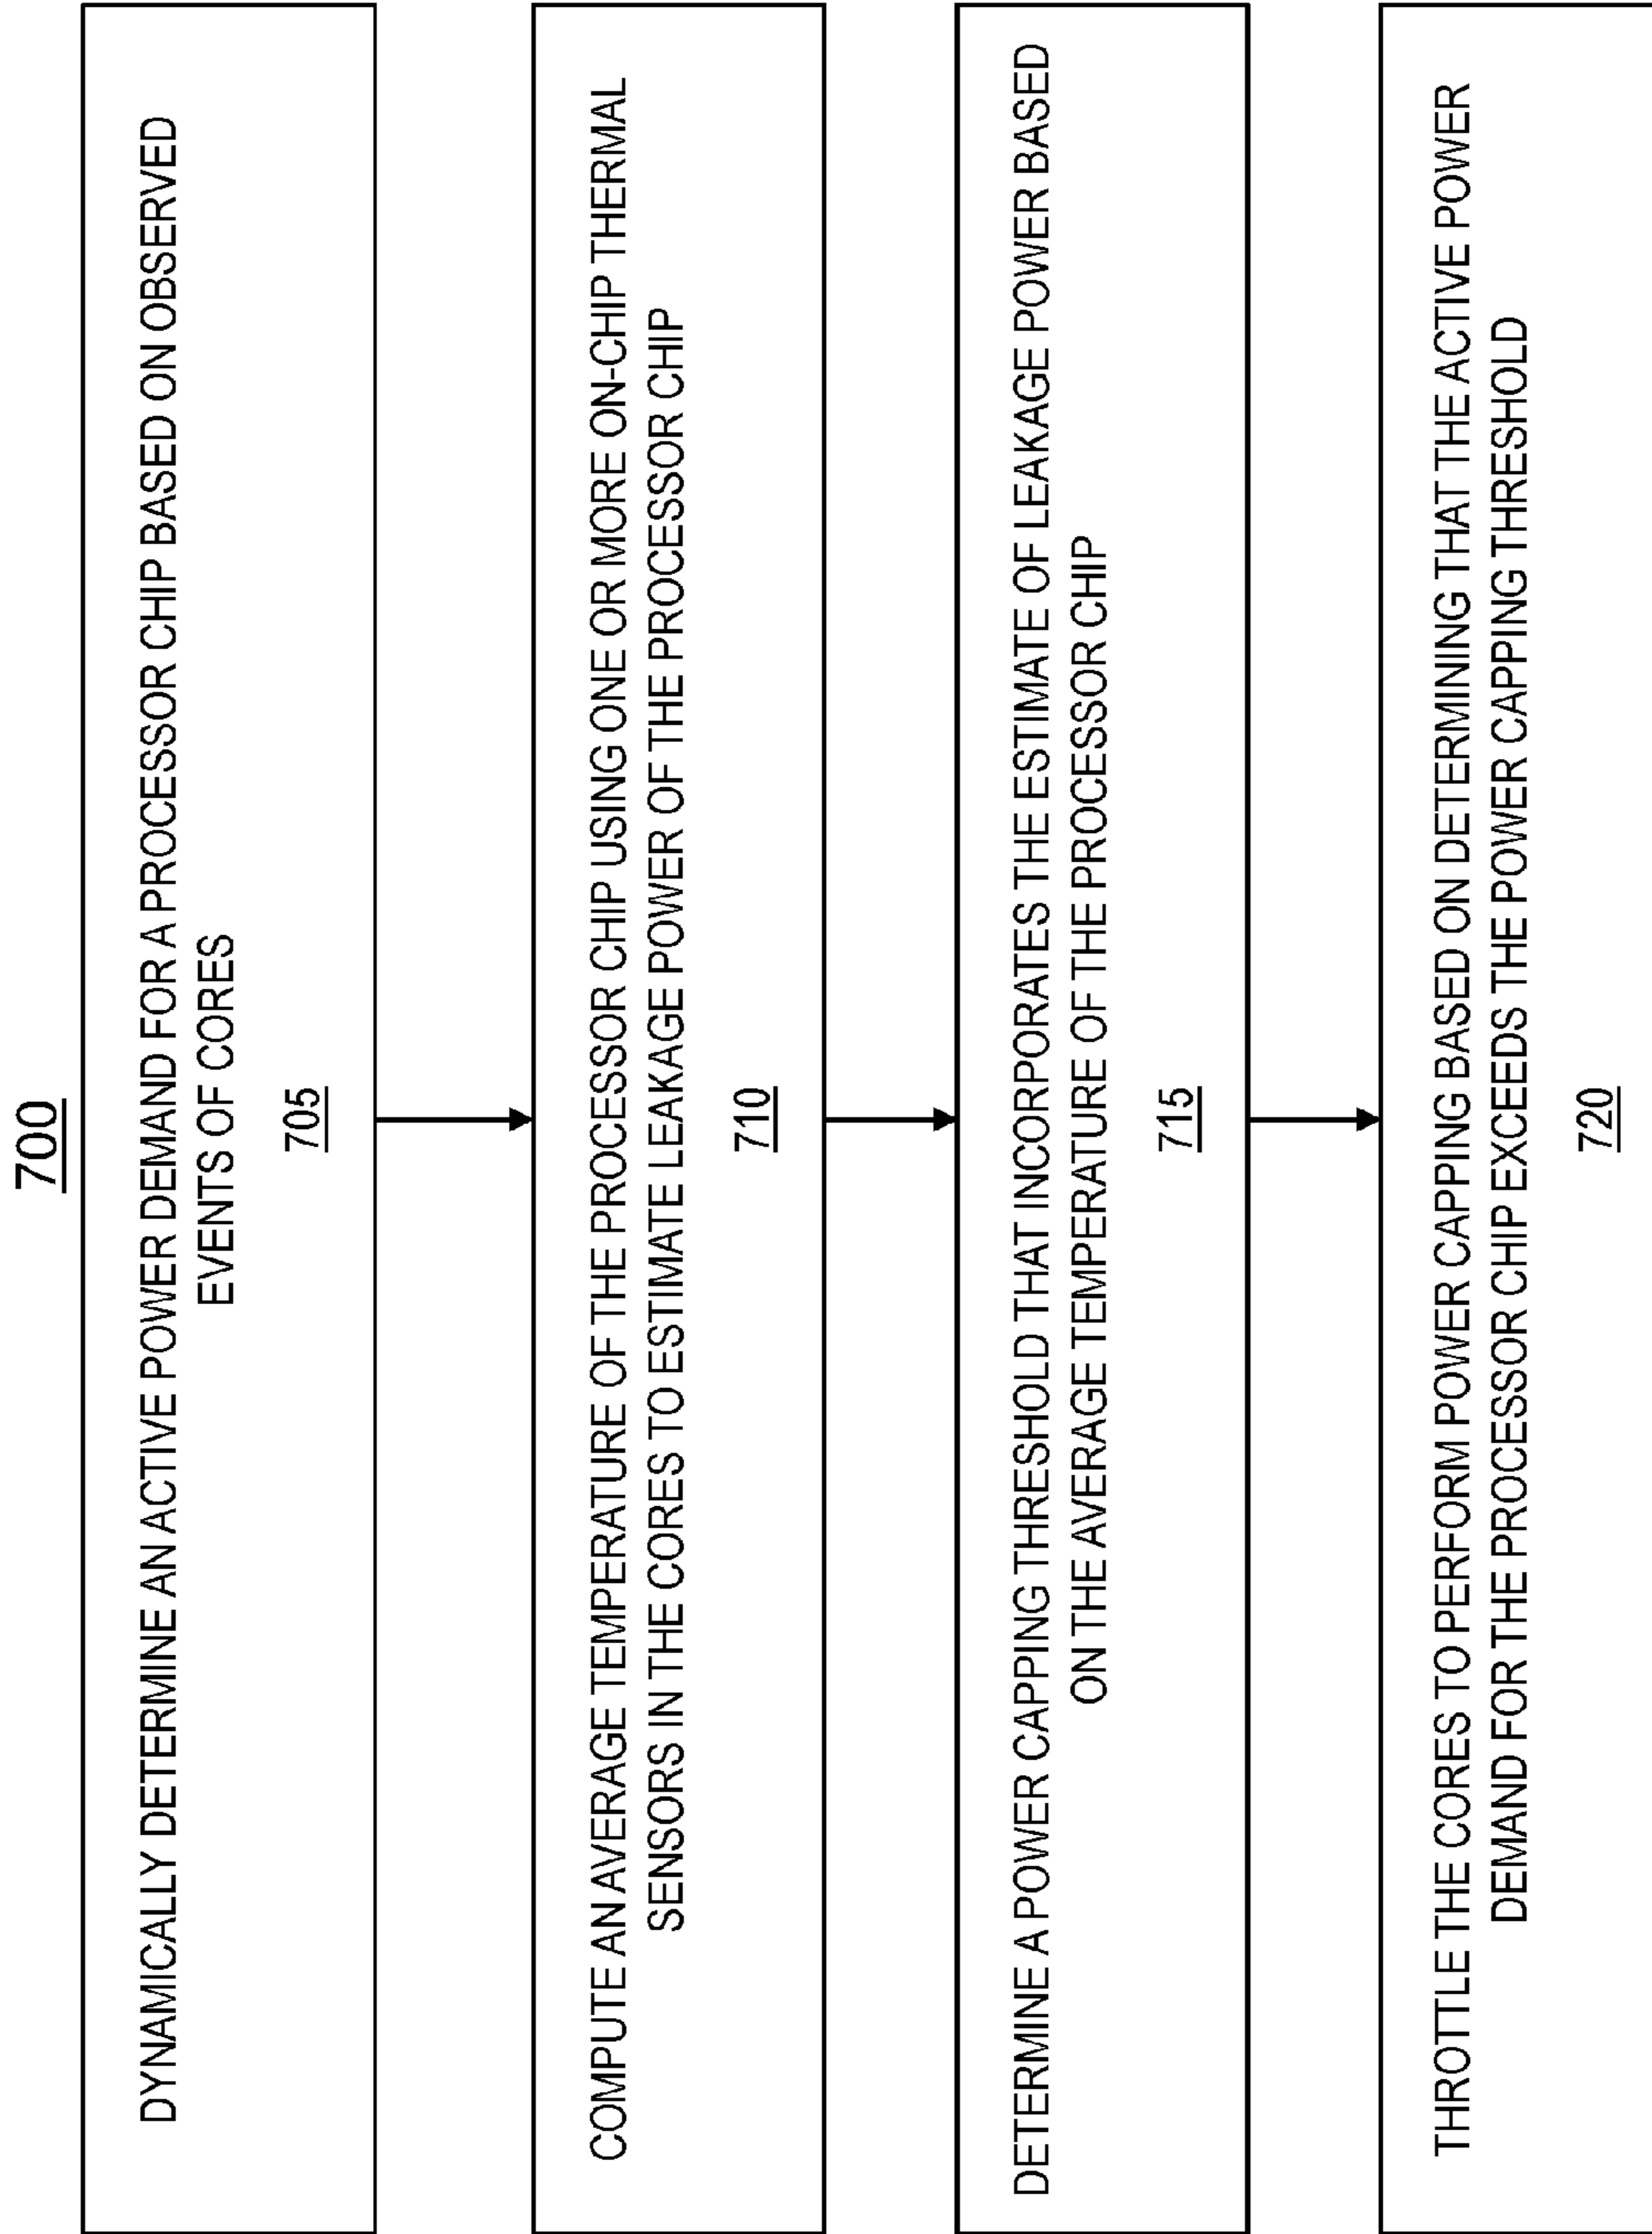 700
DYNAMICALLY DETERMINE AN ACTIVE POWER DEMAND FOR A PROCESSOR CHIP BASED ON OBSERVED
EVENTS OF CORES
705
COMPUTE AN AVERAGE TEMPERATURE OF THE PROCESSOR CHIP USING ONE OR MORE ON-CHIP THERMAL
SENSORS IN THE CORES TO ESTIMATE LEAKAGE POWER OF THE PROCESSOR CHIP
710
DETERMINE A POWER CAPPING THRESHOLD THAT INCORPORATES THE ESTIMATE OF LEAKAGE POWER BASED
ON THE AVERAGE TEMPERATURE OF THE PROCESSOR CHIP
715
THROTTLE THE CORES TO PERFORM POWER CAPPING BASED ON DETERMINING THAT THE ACTIVE POWER
DEMAND FOR THE PROCESSOR CHIP EXCEEDS THE POWER CAPPING THRESHOLD
720